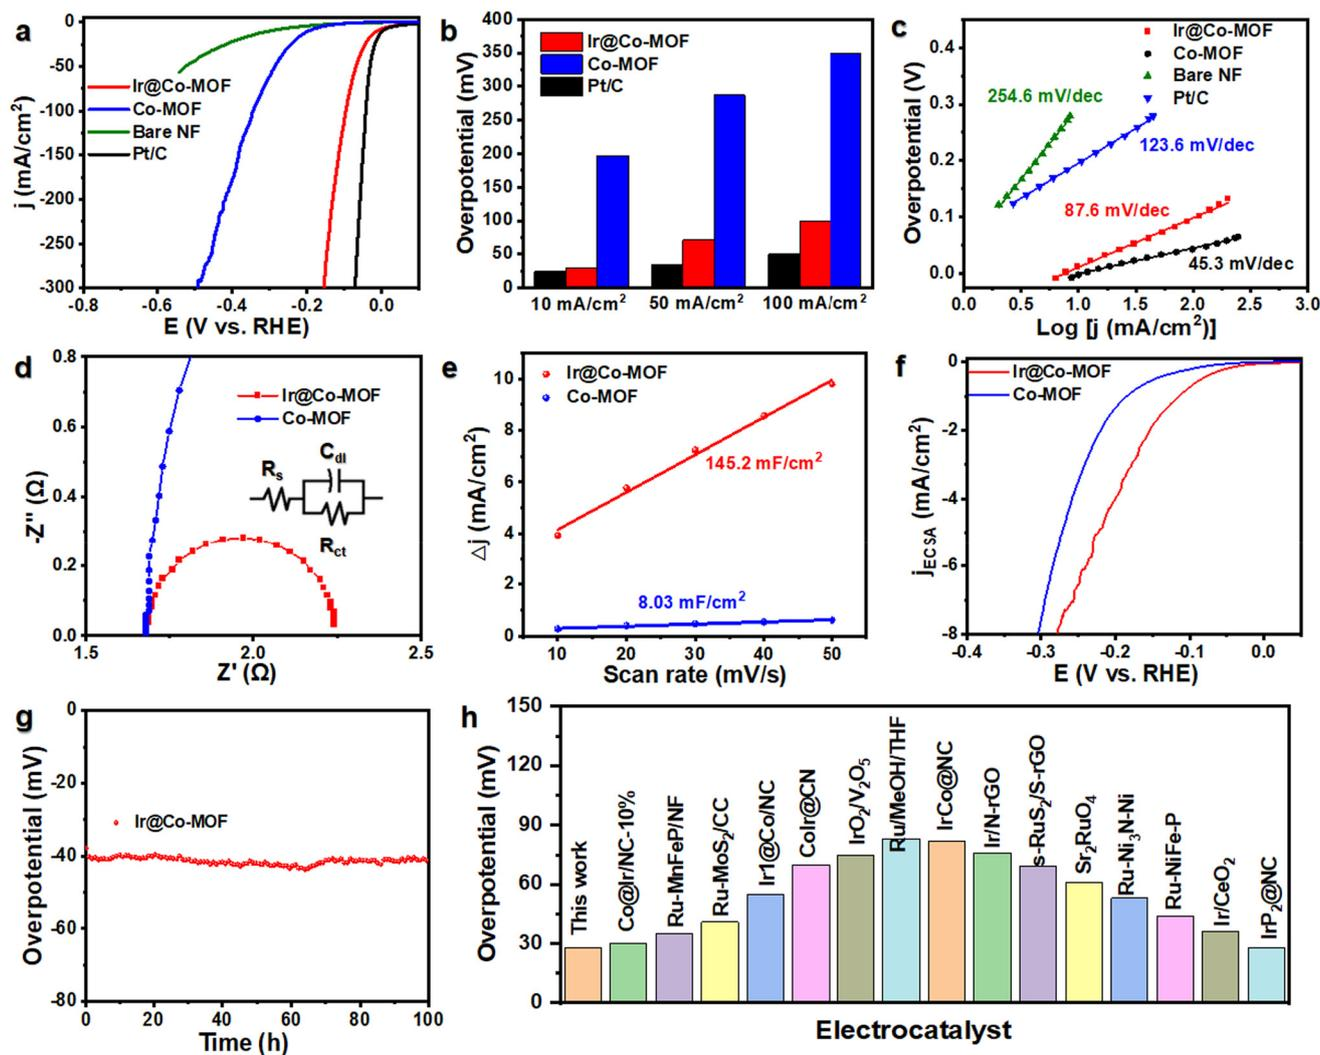 a
0
-50
-100
-150
-200
-250
-300
j (mA/cm²)
Ir@Co-MOF
Co-MOF
Bare NF
Pt/C
-0.8
-0.6
-0.4
-0.2
0.0
E (V vs. RHE)
b
400
350
300
250
200
150
100
50
0
Overpotential (mV)
Ir@Co-MOF
Co-MOF
Pt/C
10 mA/cm²
50 mA/cm²
100 mA/cm²
c
0.4
0.3
0.2
0.1
0.0
Overpotential (V)
Ir@Co-MOF
Co-MOF
Bare NF
Pt/C
254.6 mV/dec
123.6 mV/dec
87.6 mV/dec
45.3 mV/dec
0.0
0.5
1.0
1.5
2.0
2.5
3.0
Log [j (mA/cm²)]
d
0.8
0.6
0.4
0.2
0.0
-Z'' (Ω)
Ir@Co-MOF
Co-MOF
Rs
Cdl
Rct
1.5
2.0
2.5
Z' (Ω)
e
10
8
6
4
2
0
△j (mA/cm²)
Ir@Co-MOF
Co-MOF
145.2 mF/cm²
8.03 mF/cm²
10
20
30
40
50
Scan rate (mV/s)
f
0
-2
-4
-6
-8
jECSA (mA/cm²)
Ir@Co-MOF
Co-MOF
-0.4
-0.3
-0.2
-0.1
0.0
E (V vs. RHE)
g
0
-20
-40
-60
-80
Overpotential (mV)
Ir@Co-MOF
0
20
40
60
80
100
Time (h)
h
150
120
90
60
30
0
Overpotential (mV)
This work
Co@Ir/NC-10%
Ru-MnFeP/NF
Ru-MoS₂/CC
Ir1@Co/NC
CoIr@CN
IrO₂/V₂O₅
Ru/MeOH/THF
IrCo@NC
Ir/N-rGO
s-RuS₂/S-rGO
Sr₂RuO₄
Ru-Ni₃N-Ni
Ru-NiFe-P
Ir/CeO₂
IrP₂@NC
Electrocatalyst